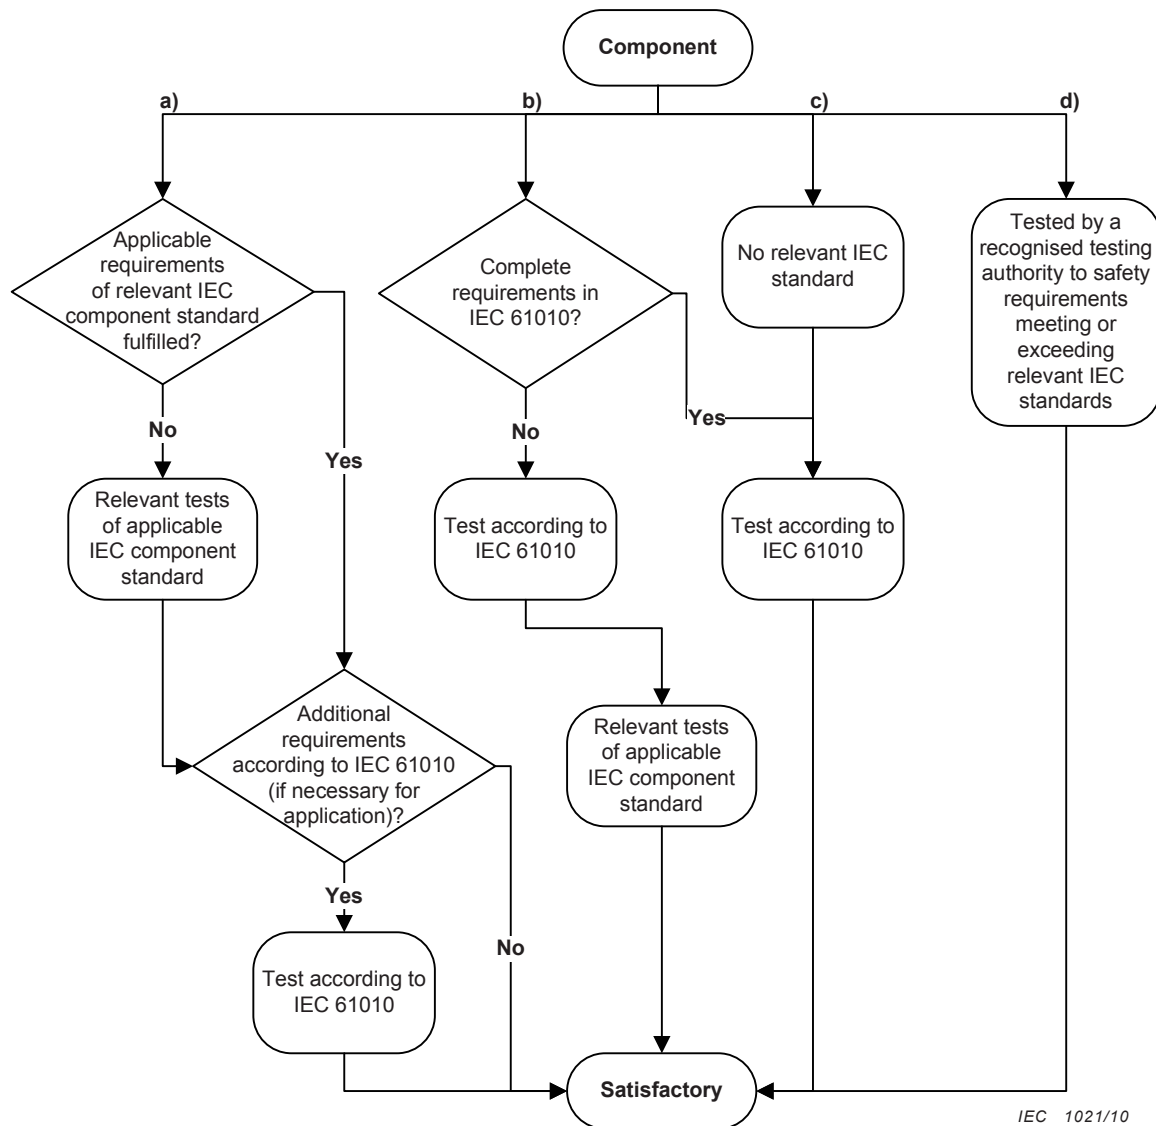 Component
a)
b)
c)
d)
Applicable
requirements
of relevant IEC
component standard
fulfilled?
Complete
requirements in
IEC 61010?
No relevant IEC
standard
Tested by a
recognised testing
authority to safety
requirements
meeting or
exceeding
relevant IEC
standards
No
Yes
No
Yes
Relevant tests
of applicable
IEC component
standard
Test according to
IEC 61010
Test according to
IEC 61010
Additional
requirements
according to IEC 61010
(if necessary for
application)?
Relevant tests
of applicable
IEC component
standard
Yes
No
Test according to
IEC 61010
Satisfactory
IEC 1021/10